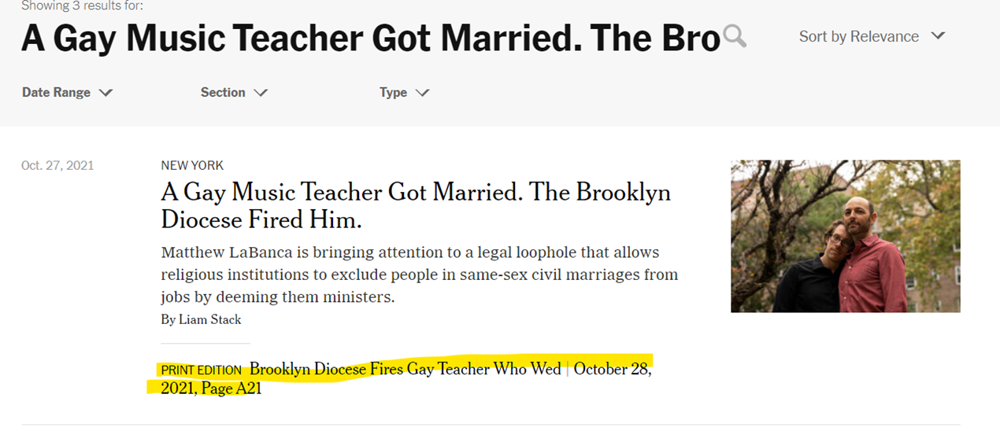 Showing 3 results for:
A Gay Music Teacher Got Married. The Bro
Sort by Relevance
Date Range
Section
Type
Oct. 27, 2021
NEW YORK
A Gay Music Teacher Got Married. The Brooklyn
Diocese Fired Him.
Matthew LaBanca is bringing attention to a legal loophole that allows
religious institutions to exclude people in same-sex civil marriages from
jobs by deeming them ministers.
By Liam Stack
PRINT EDITION Brooklyn Diocese Fires Gay Teacher Who Wed | October 28,
2021, Page A21